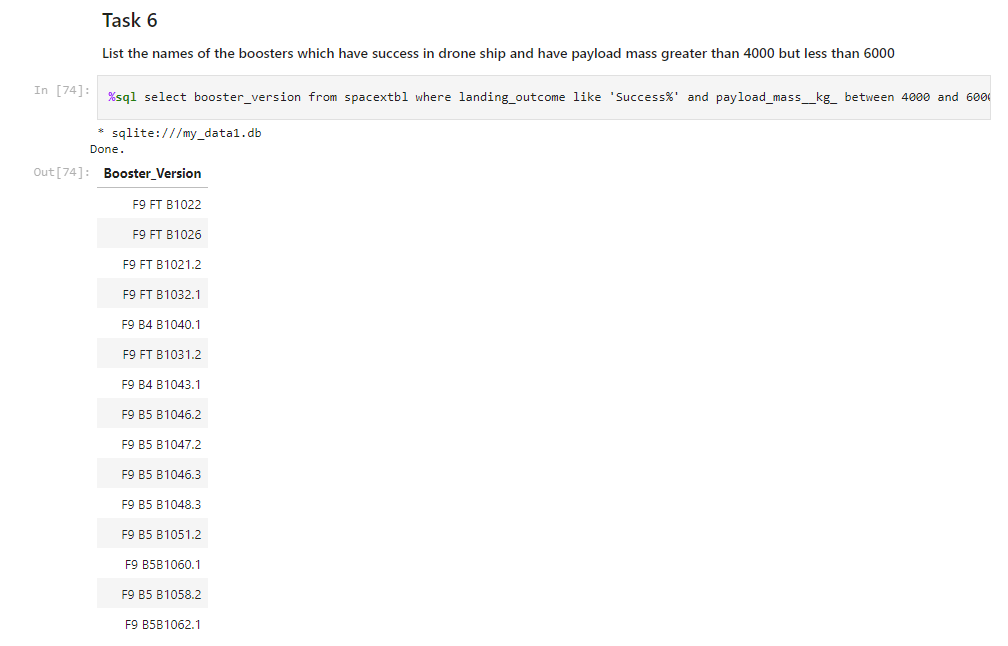 Task 6
List the names of the boosters which have success in drone ship and have payload mass greater than 4000 but less than 6000
In [74]: %sql select booster_version from spacextbl where landing_outcome like 'Success%' and payload_mass__kg_ between 4000 and 600
* sqlite:///my_data1.db
Done.
Out[74]: Booster_Version
F9 FT B1022
F9 FT B1026
F9 FT B1021.2
F9 FT B1032.1
F9 B4 B1040.1
F9 FT B1031.2
F9 B4 B1043.1
F9 B5 B1046.2
F9 B5 B1047.2
F9 B5 B1046.3
F9 B5 B1048.3
F9 B5 B1051.2
F9 B5B1060.1
F9 B5 B1058.2
F9 B5B1062.1